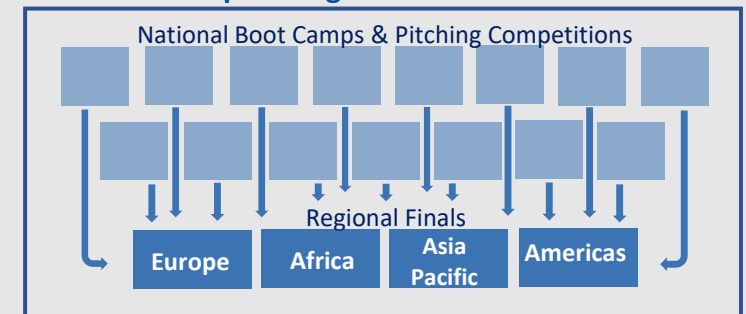 National Boot Camps & Pitching Competitions
Regional Finals
Europe
Africa
Asia
Pacific
Americas